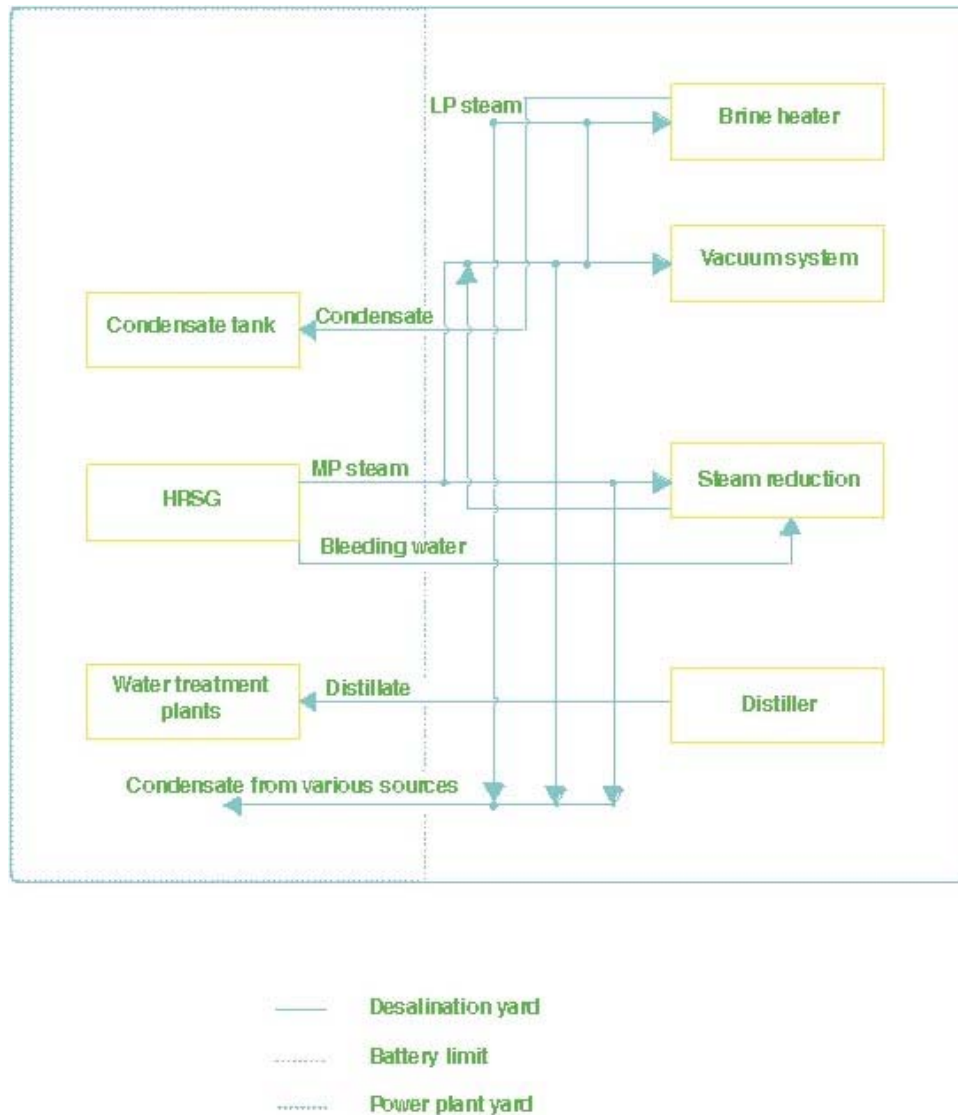 LP steam
Brine heater
Vacuum system
Condensate tank
Condensate
MP steam
HRSG
Steam reduction
Bleeding water
Water treatment
plants
Distillate
Distiller
Condensate from various sources
Desalination yard
Battery limit
Power plant yard